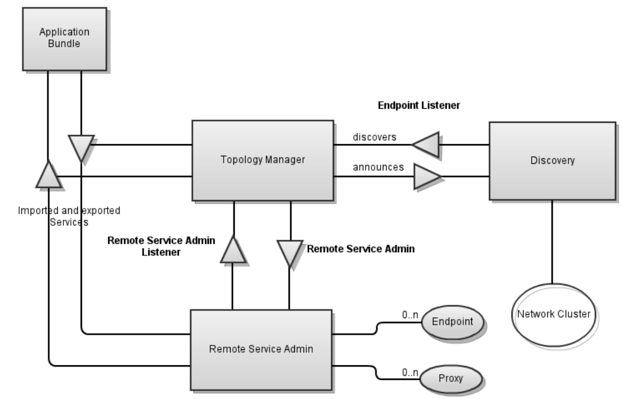 Application
Bundle
Endpoint Listener
discovers
Topology Manager
Discovery
announces
Imported and exported
Services
Remote Service Admin
Listener
Remote Service Admin
Network Cluster
0..n
Endpoint
Remote Service Admin
0..n
Proxy